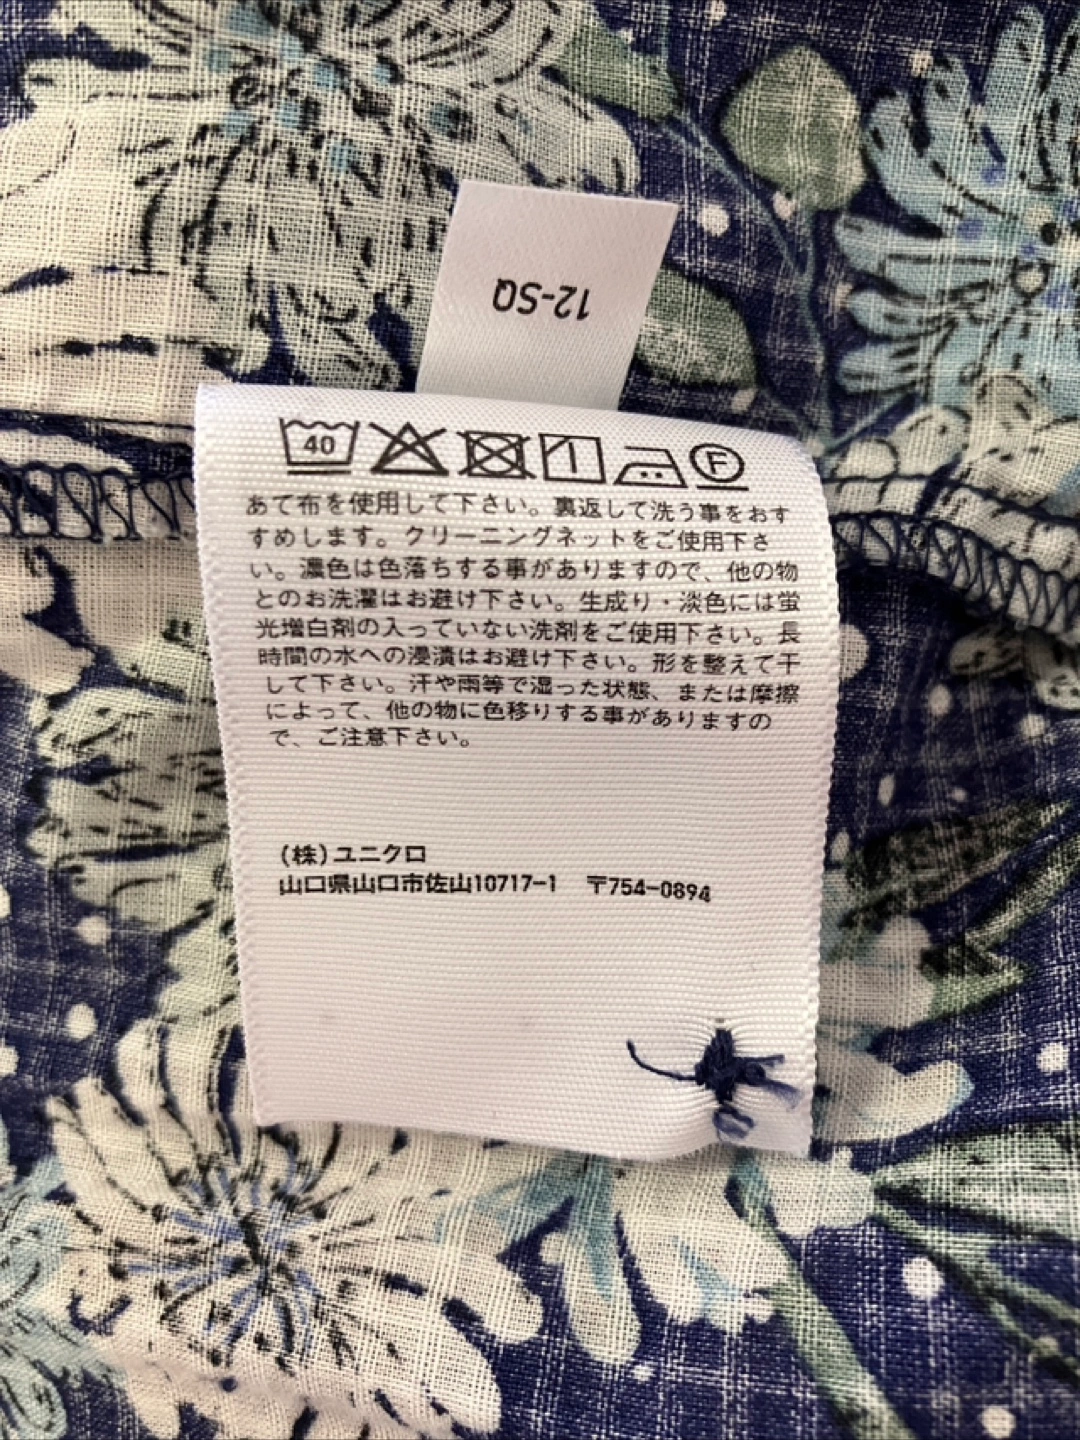 12-SQ
40
F
あて布を使用して下さい。裏返して洗う事をおす
すめします。クリーニングネットをご使用下さ
い。濃色は色落ちする事がありますので、他の物
とのお洗濯はお避け下さい。生成り・淡色には蛍
光増白剤の入っていない洗剤をご使用下さい。長
時間の水への浸漬はお避け下さい。形を整えて干
して下さい。汗や雨等で湿った状態、または摩擦
によって、他の物に色移りする事がありますの
で、ご注意下さい。
(株)ユニクロ
山口県山口市佐山10717-1 〒754-0894